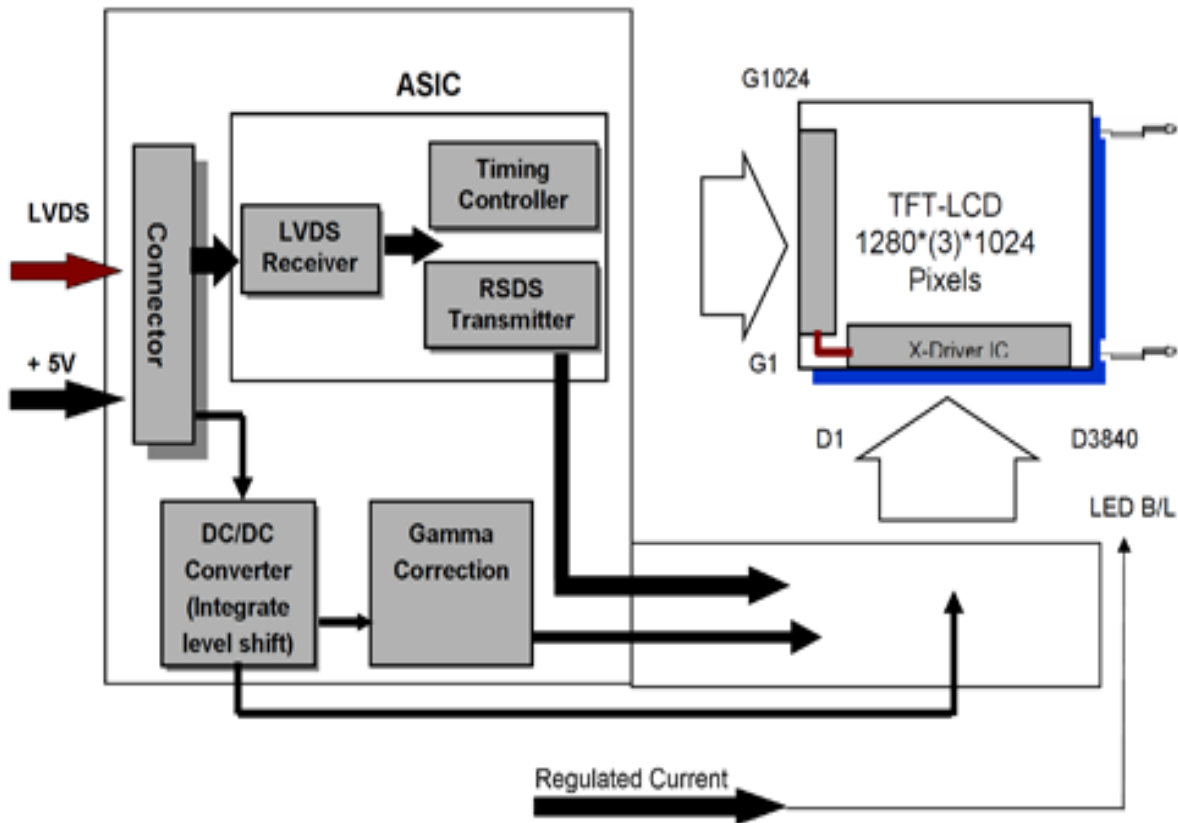 ASIC
G1024
LVDS
Connector
LVDS
Receiver
Timing
Controller
RSDS
Transmitter
TFT-LCD
1280*(3)*1024
Pixels
X-Driver IC
G1
+ 5V
D1
D3840
LED B/L
DC/DC
Converter
(Integrate
level shift)
Gamma
Correction
Regulated Current